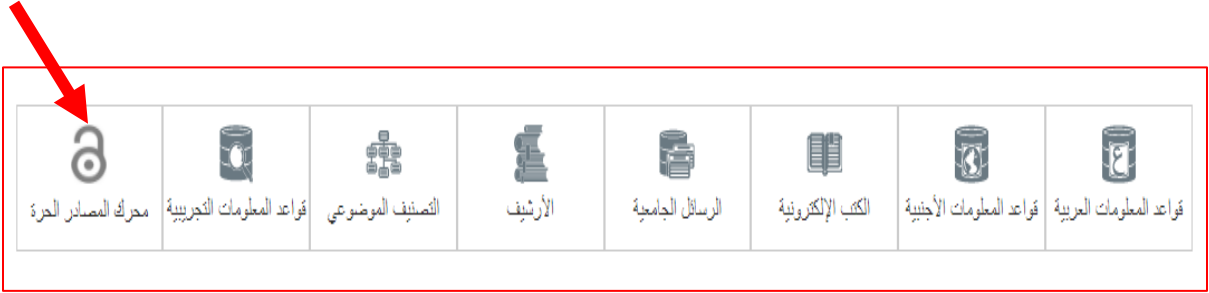 قواعد المعلومات العربية
قواعد المعلومات الأجنبية
الكتب الإلكترونية
الرسائل الجامعية
الأرشيف
التصنيف الموضوعي
قواعد المعلومات التجريبية
محرك المصادر الحرة